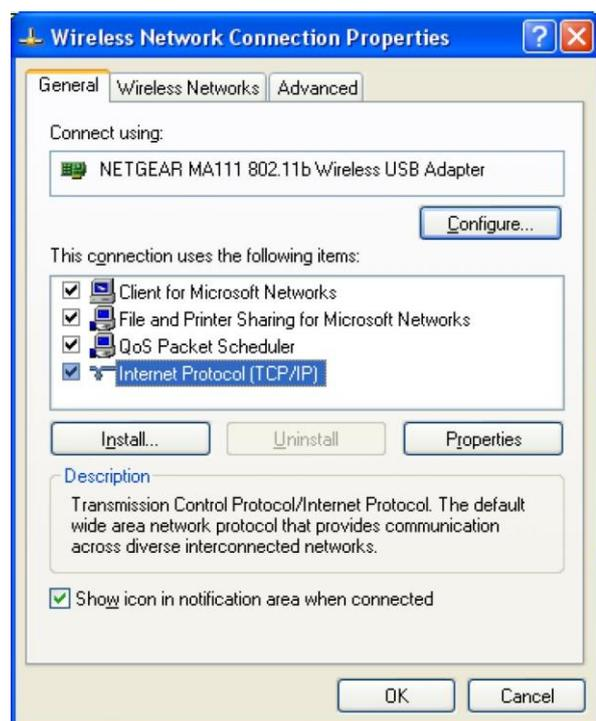 Wireless Network Connection Properties
General
Wireless Networks
Advanced
Connect using:
NETGEAR MA111 802.11b Wireless USB Adapter
Configure...
This connection uses the following items:
Client for Microsoft Networks
File and Printer Sharing for Microsoft Networks
QoS Packet Scheduler
Internet Protocol (TCP/IP)
Install...
Uninstall
Properties
Description
Transmission Control Protocol/Internet Protocol. The default
wide area network protocol that provides communication
across diverse interconnected networks.
Show icon in notification area when connected
OK
Cancel